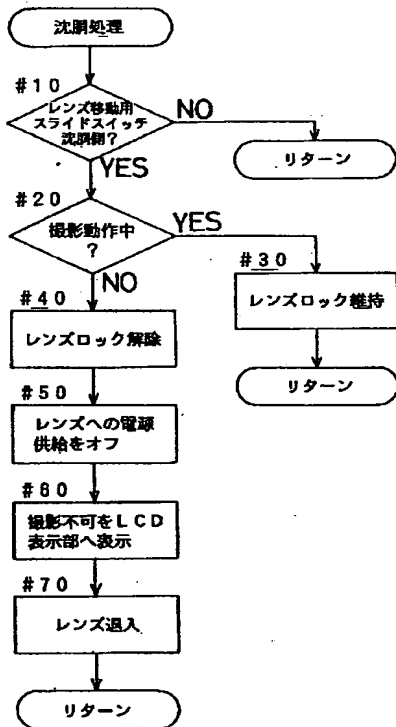 沈胴処理
#10
レンズ移動用
スライドスイッチ
沈胴側?
NO
リターン
YES
#20
撮影動作中
?
YES
#30
レンズロック維持
リターン
NO
#40
レンズロック解除
#50
レンズへの電源
供給をオフ
#60
撮影不可をLCD
表示部へ表示
#70
レンズ退入
リターン